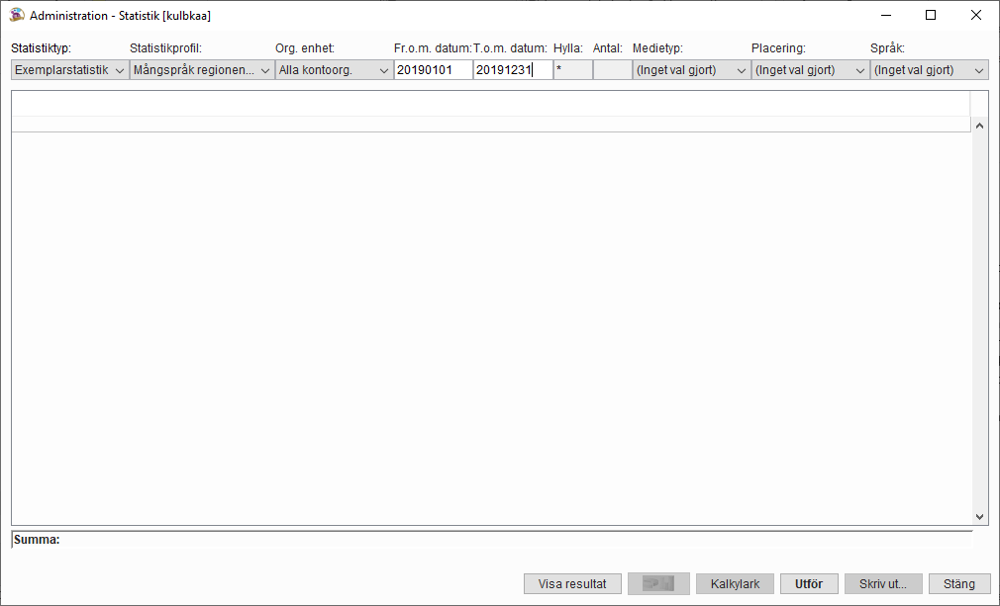 Administration - Statistik [kulbkaa]
Statistiktyp: Statistikprofil: Org. enhet: Fr.o.m. datum: T.o.m. datum: Hylla: Antal: Medietyp: Placering: Språk:
Exemplarstatistik Mångspråk regionen... Alla kontoorg. 20190101 20191231 * (Inget val gjort) (Inget val gjort) (Inget val gjort)
Summa:
Visa resultat Kalkylark Utför Skriv ut... Stäng